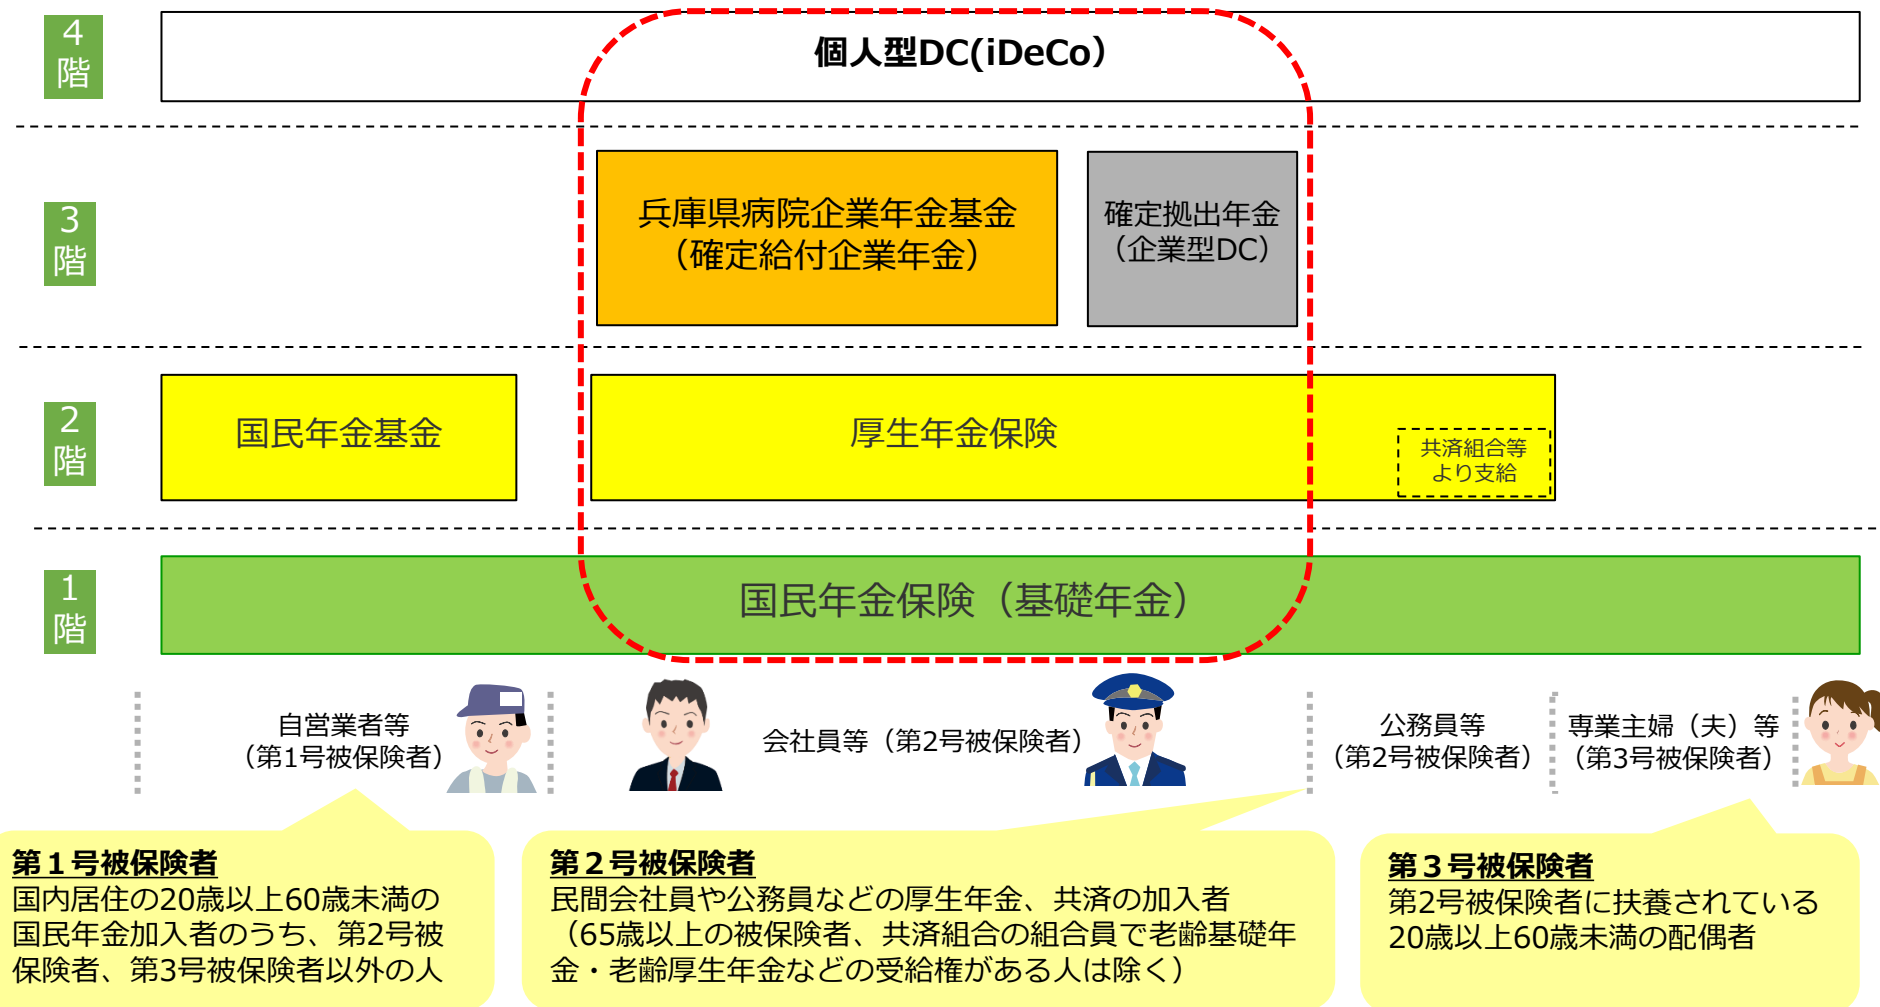 4
階
個人型DC(iDeCo）
3
階
兵庫県病院企業年金基金
（確定給付企業年金）
確定拠出年金
（企業型DC）
2
階
国民年金基金
厚生年金保険
共済組合等
より支給
1
階
国民年金保険（基礎年金）
自営業者等
（第1号被保険者）
会社員等（第2号被保険者）
公務員等
（第2号被保険者）
専業主婦（夫）等
（第3号被保険者）
第１号被保険者
国内居住の20歳以上60歳未満の
国民年金加入者のうち、第2号被
保険者、第3号被保険者以外の人
第２号被保険者
民間会社員や公務員などの厚生年金、共済の加入者
（65歳以上の被保険者、共済組合の組合員で老齢基礎年
金・老齢厚生年金などの受給権がある人は除く）
第３号被保険者
第2号被保険者に扶養されている
20歳以上60歳未満の配偶者